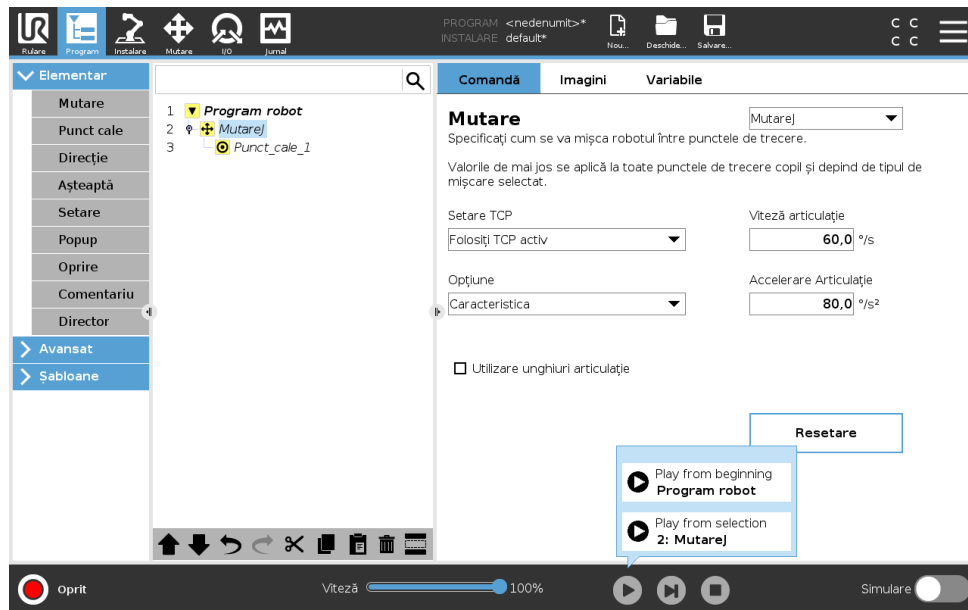 PROGRAM <nedenumit>*
INSTALARE default*
Rulare
Program
Instalare
Mutare
I/O
Jurnal
Nou...
Deschide...
Salvare...
C C
C C
Elementar
Mutare
Punct cale
Direcție
Așteaptă
Setare
Popup
Oprire
Comentariu
Director
Avansat
Șabloane
1 Program robot
2 MutareJ
3 Punct_cale_1
Comandă Imagini Variabile
Mutare
MutareJ
Specificați cum se va mișca robotul între punctele de trecere.
Valorile de mai jos se aplică la toate punctele de trecere copil și depind de tipul de
mișcare selectat.
Setare TCP
Viteză articulație
Folosiți TCP activ
60,0 °/s
Opțiune
Accelerare Articulație
Caracteristica
80,0 °/s²
Utilizare unghiuri articulație
Resetare
Play from beginning
Program robot
Play from selection
2: MutareJ
Oprit
Viteză
100%
Simulare